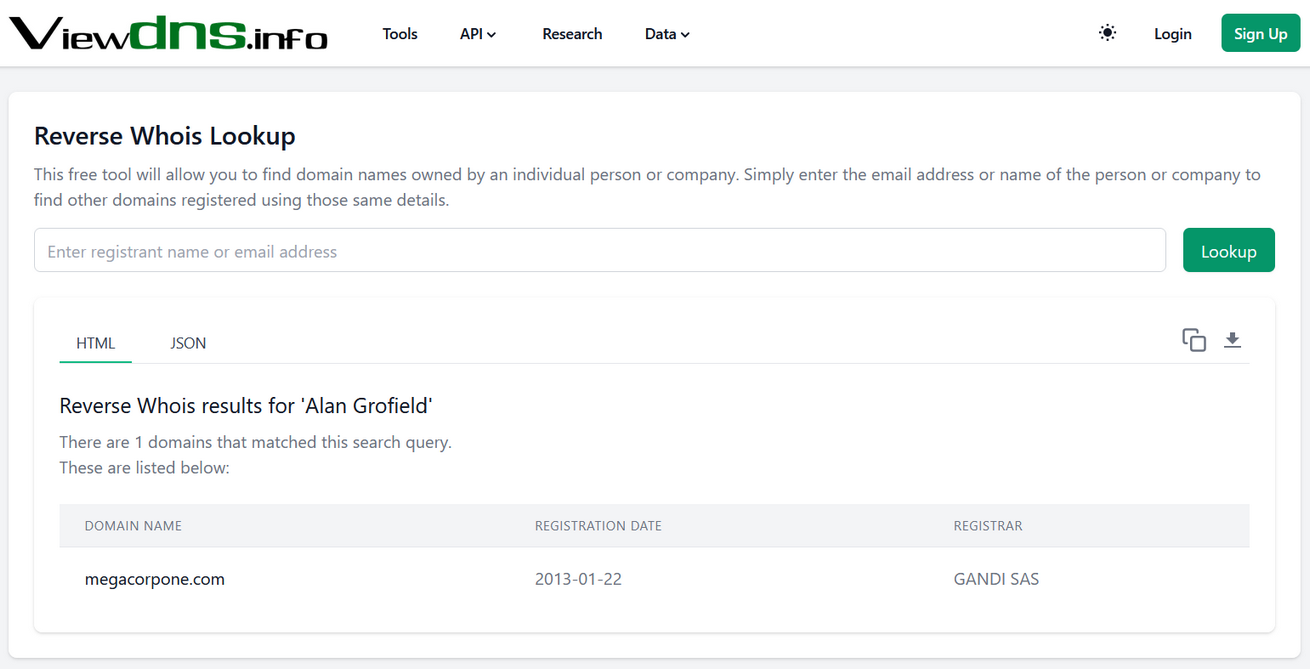 Viewdns.info Tools API Research Data Login Sign Up
Reverse Whois Lookup
This free tool will allow you to find domain names owned by an individual person or company. Simply enter the email address or name of the person or company to
find other domains registered using those same details.
Enter registrant name or email address Lookup
HTML JSON
Reverse Whois results for 'Alan Grofield'
There are 1 domains that matched this search query.
These are listed below:
DOMAIN NAME REGISTRATION DATE REGISTRAR
megacorpone.com 2013-01-22 GANDI SAS